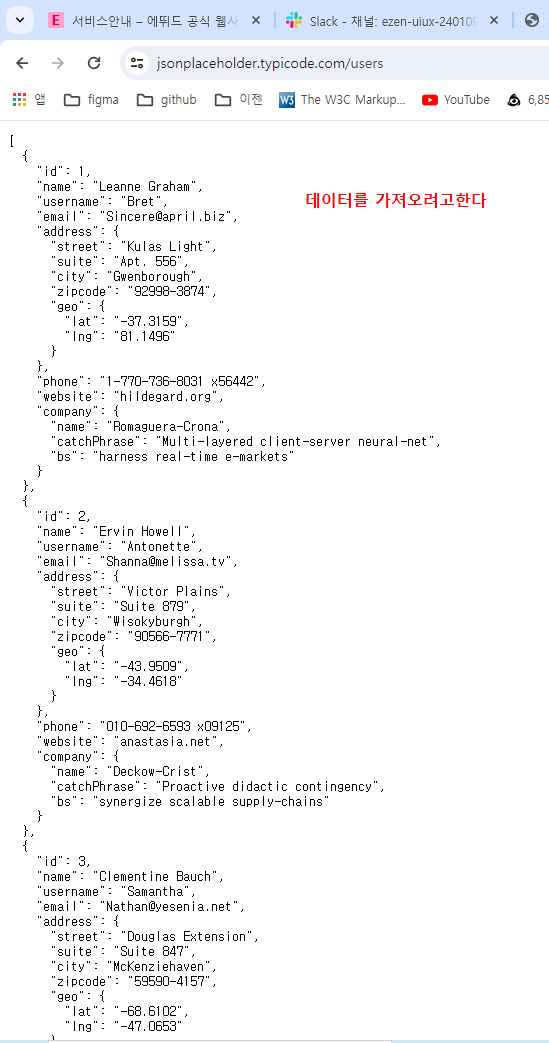 서비스안내 – 에뛰드 공식 웹사
Slack - 채널: ezen-uiux-240109
jsonplaceholder.typicode.com/users
앱 figma github 이젠 The W3C Markup... YouTube 6,85
[
{
"id": 1,
"name": "Leanne Graham",
"username": "Bret",
데이터를 가져오려고한다
"email": "Sincere@april.biz",
"address": {
"street": "Kulas Light",
"suite": "Apt. 556",
"city": "Gwenborough",
"zipcode": "92998-3874",
"geo": {
"lat": "-37.3159",
"lng": "81.1496"
}
},
"phone": "1-770-736-8031 x56442",
"website": "hildegard.org",
"company": {
"name": "Romaguera-Crona",
"catchPhrase": "Multi-layered client-server neural-net",
"bs": "harness real-time e-markets"
}
},
{
"id": 2,
"name": "Ervin Howell",
"username": "Antonette",
"email": "Shanna@melissa.tv",
"address": {
"street": "Victor Plains",
"suite": "Suite 879",
"city": "Wisokyburgh",
"zipcode": "90566-7771",
"geo": {
"lat": "-43.9509",
"lng": "-34.4618"
}
},
"phone": "010-692-6593 x09125",
"website": "anastasia.net",
"company": {
"name": "Deckow-Crist",
"catchPhrase": "Proactive didactic contingency",
"bs": "synergize scalable supply-chains"
}
},
{
"id": 3,
"name": "Clementine Bauch",
"username": "Samantha",
"email": "Nathan@yesenia.net",
"address": {
"street": "Douglas Extension",
"suite": "Suite 847",
"city": "McKenziehaven",
"zipcode": "59590-4157",
"geo": {
"lat": "-68.6102",
"lng": "-47.0653"